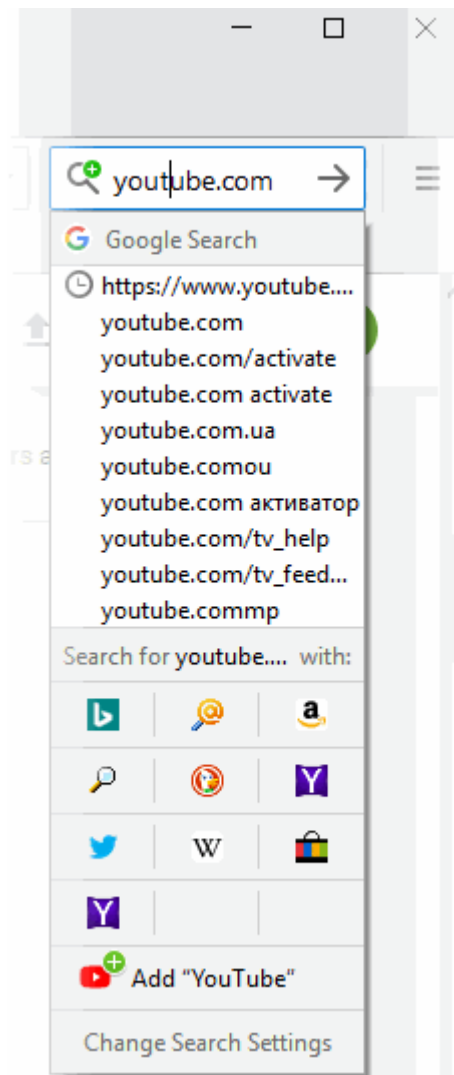 youtube.com
Google Search
https://www.youtube....
youtube.com
youtube.com/activate
youtube.com activate
youtube.com.ua
youtube.comou
youtube.com активатор
youtube.com/tv_help
youtube.com/tv_feed...
youtube.commp
Search for youtube.... with:
Add “YouTube”
Change Search Settings